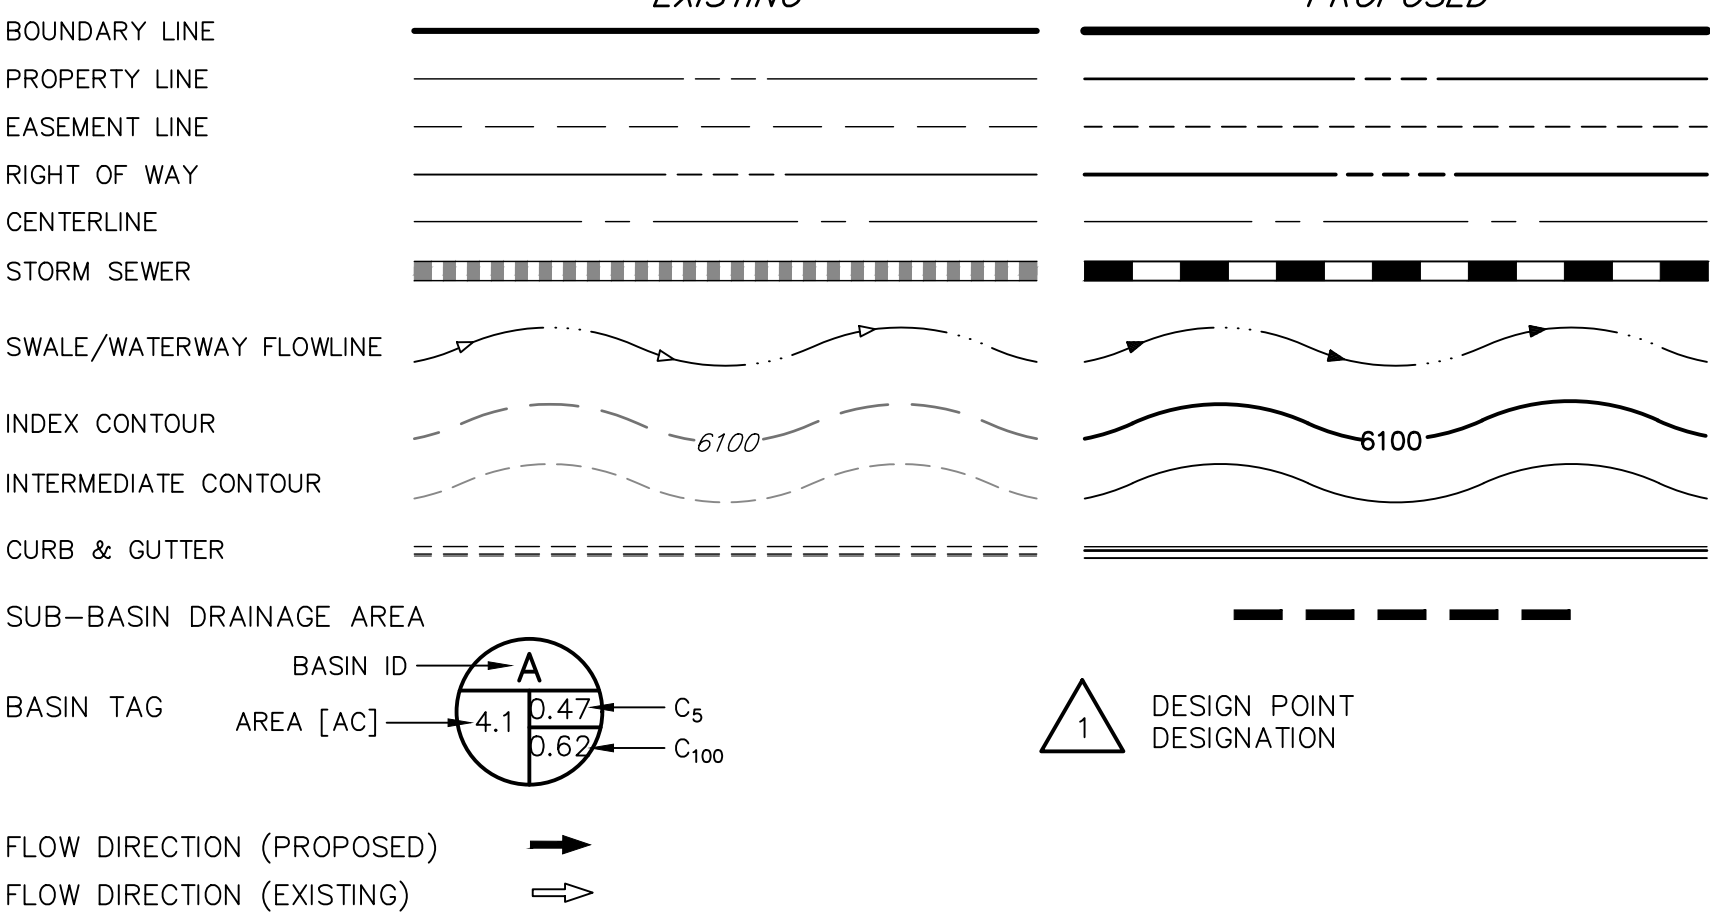 EXISTING PROPOSED
BOUNDARY LINE
PROPERTY LINE
EASEMENT LINE
RIGHT OF WAY
CENTERLINE
STORM SEWER
SWALE/WATERWAY FLOWLINE
INDEX CONTOUR 6100 6100
INTERMEDIATE CONTOUR
CURB & GUTTER
SUB-BASIN DRAINAGE AREA
BASIN ID A
BASIN TAG
AREA [AC] 4.1
0.47 C5
0.62 C100
1
DESIGN POINT
DESIGNATION
FLOW DIRECTION (PROPOSED)
FLOW DIRECTION (EXISTING)